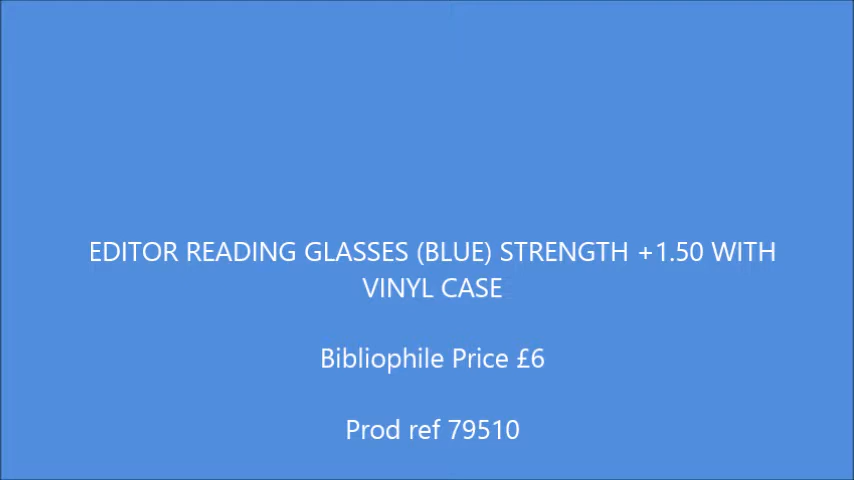 EDITOR READING GLASSES (BLUE) STRENGTH +1.50 WITH
VINYL CASE
Bibliophile Price £6
Prod ref 79510